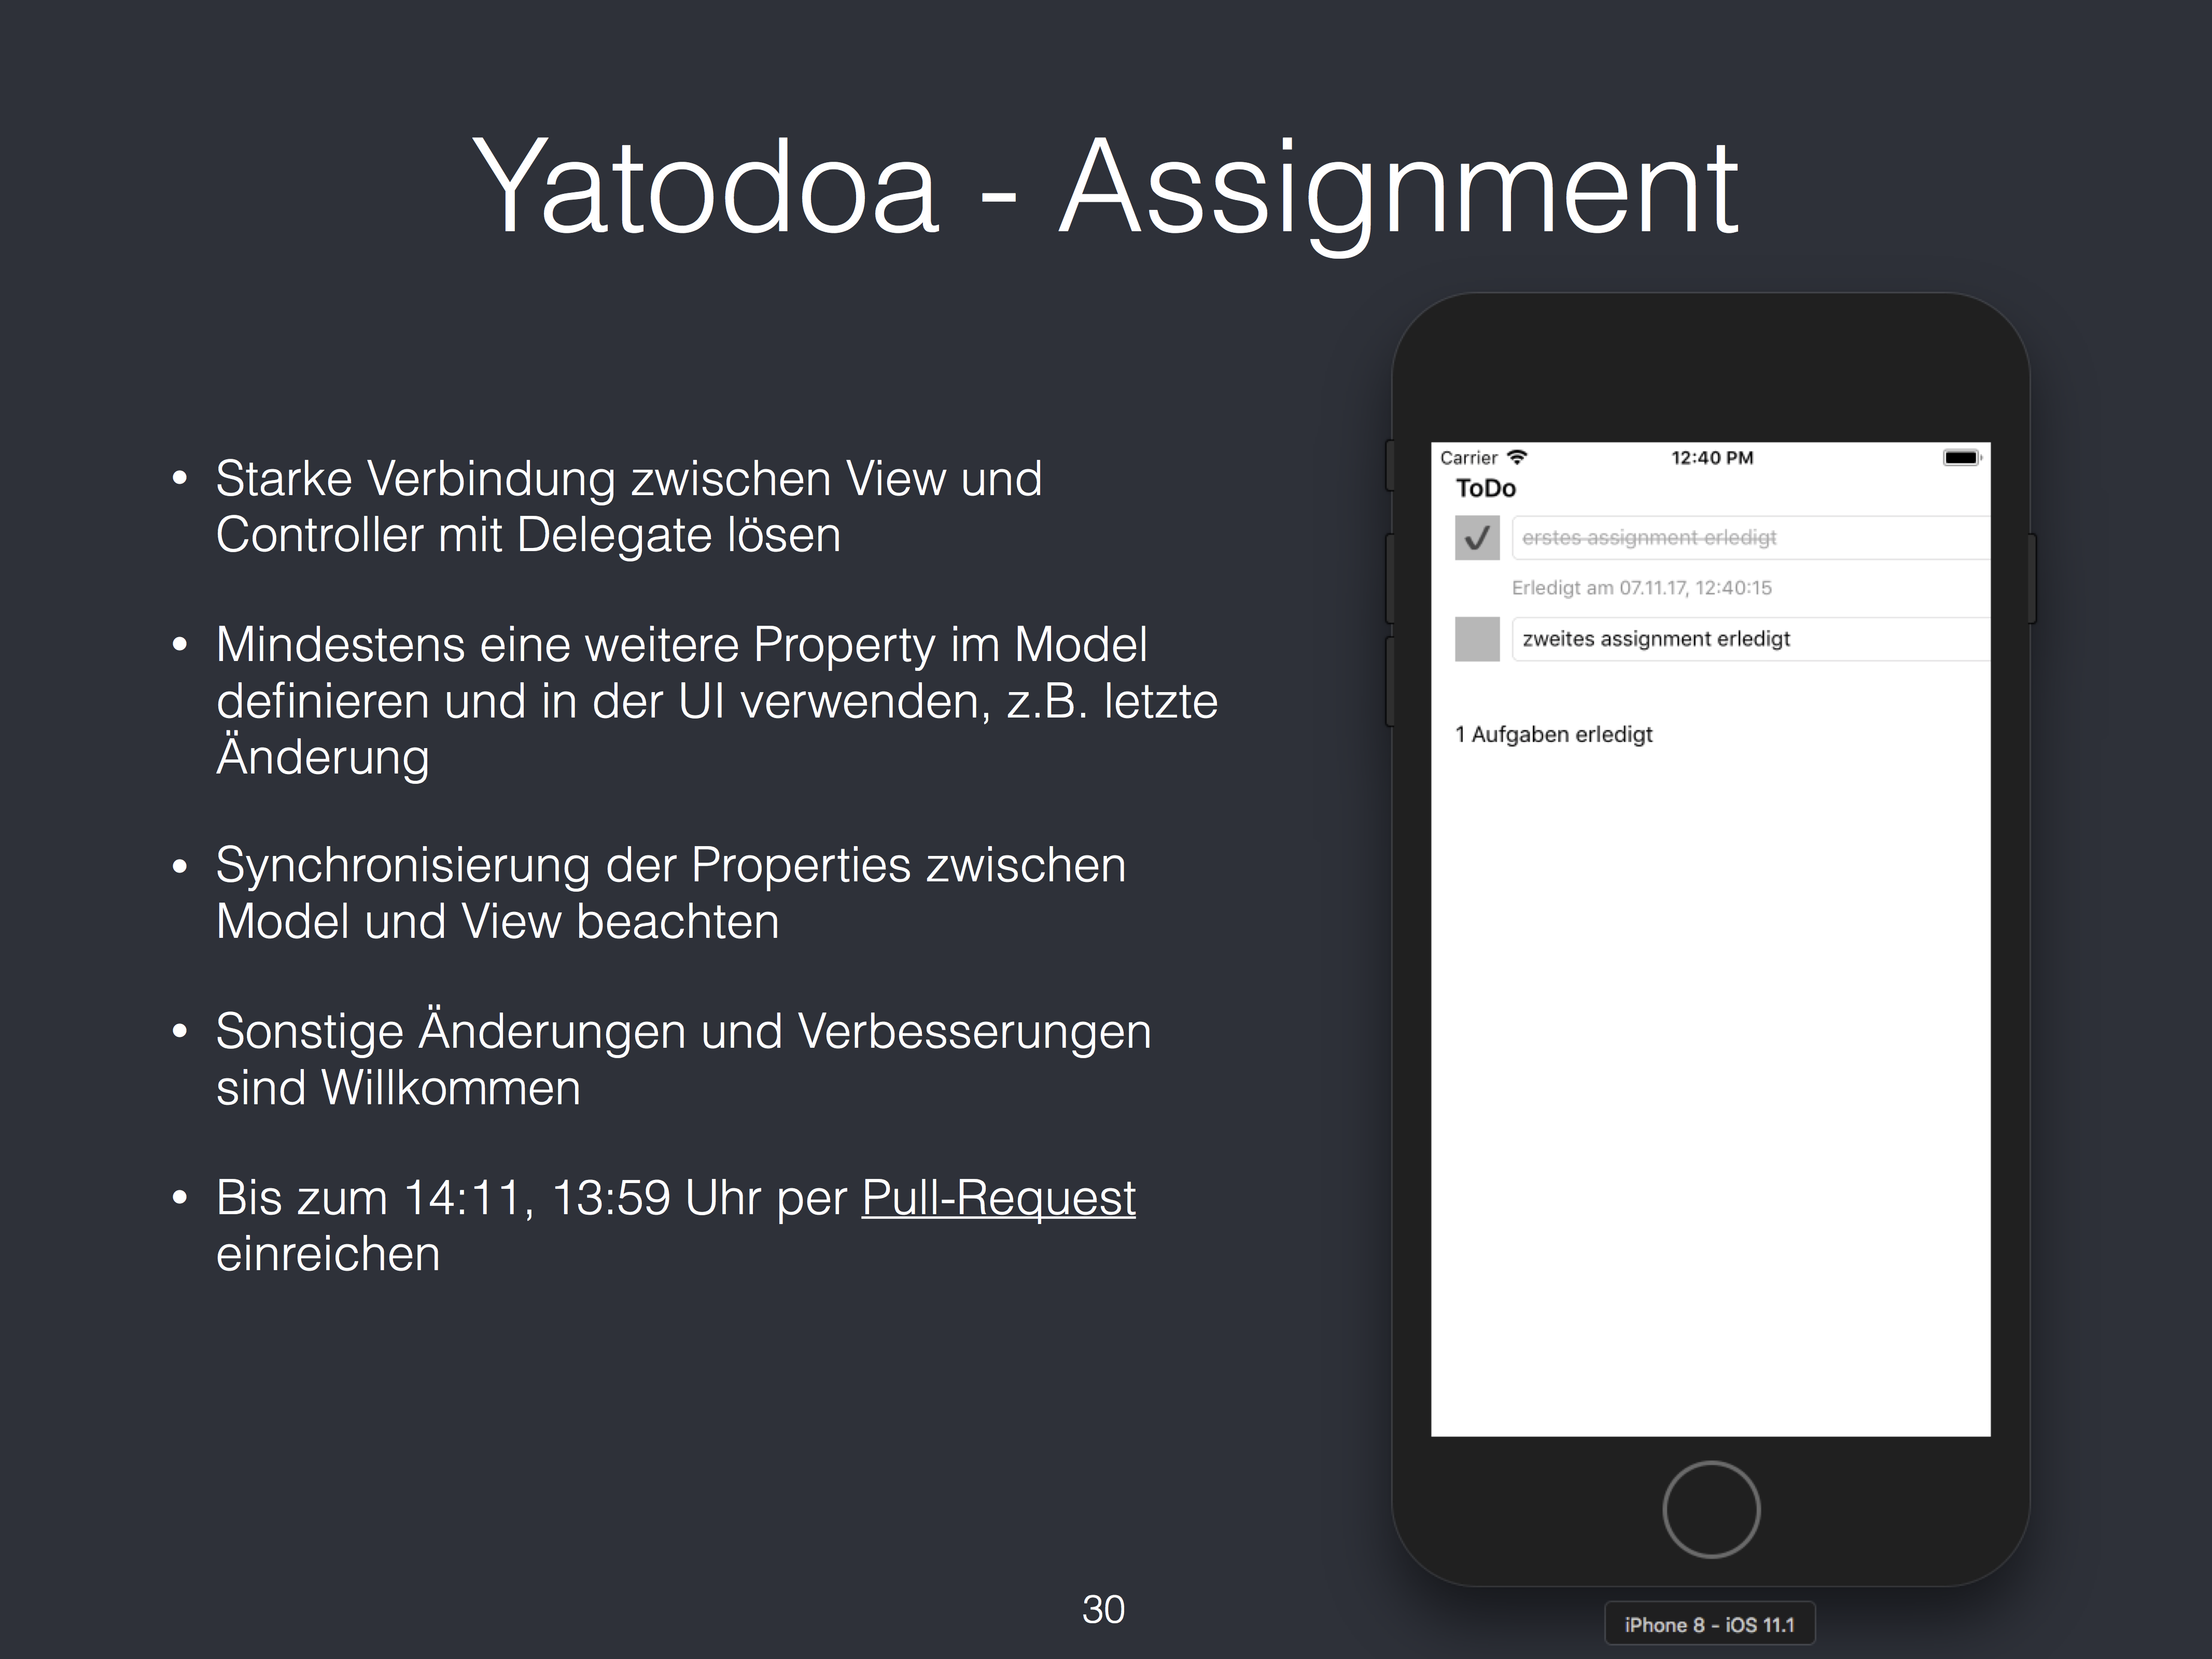 Yatodoa - Assignment
• Starke Verbindung zwischen View und
Controller mit Delegate lösen
• Mindestens eine weitere Property im Model
definieren und in der UI verwenden, z.B. letzte
Änderung
• Synchronisierung der Properties zwischen
Model und View beachten
• Sonstige Änderungen und Verbesserungen
sind Willkommen
• Bis zum 14:11, 13:59 Uhr per Pull-Request
einreichen
Carrier 12:40 PM
ToDo
erstes assignment erledigt
Erledigt am 07.11.17, 12:40:15
zweites assignment erledigt
1 Aufgaben erledigt
iPhone 8 - iOS 11.1
30